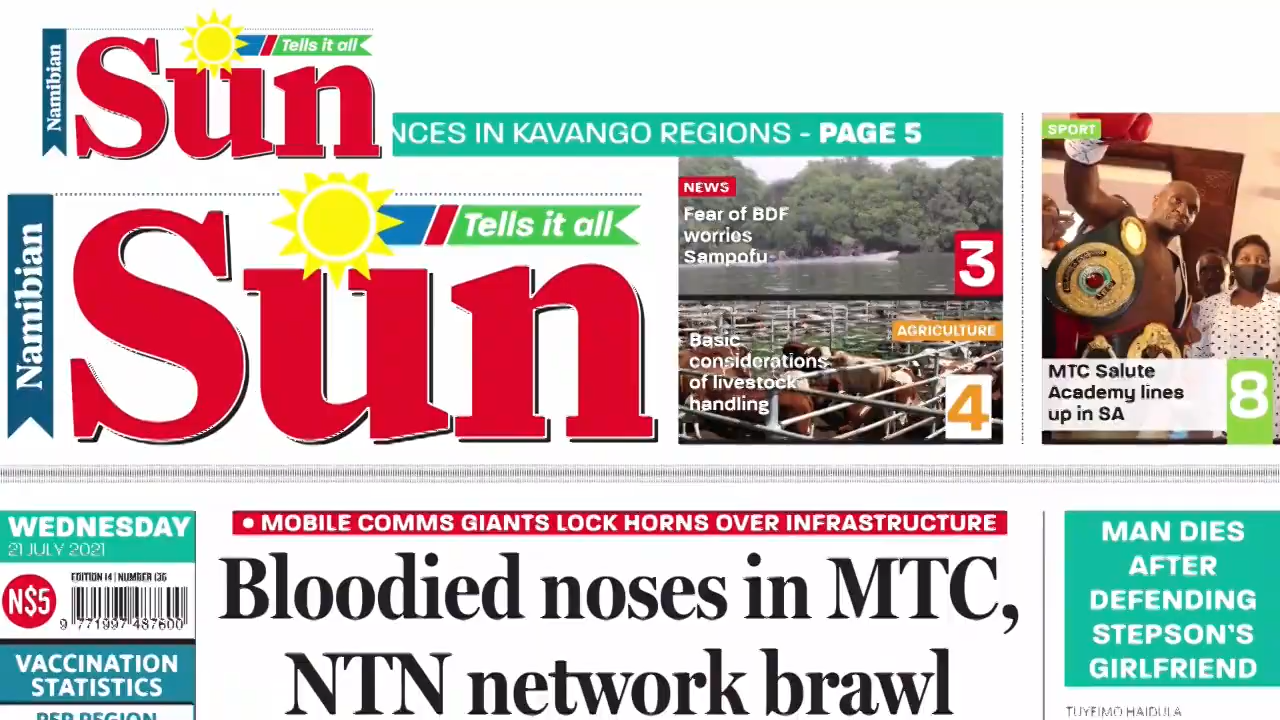 Namibian
Sun
Tells it all
NCES IN KAVANGO REGIONS - PAGE 5
Namibian
Sun
Tells it all
NEWS
Fear of BDF
worries
Sampofu
3
AGRICULTURE
Basic
considerations
of livestock
handling
4
SPORT
MTC Salute
Academy lines
up in SA
8
WEDNESDAY
21 JULY 2021
EDITION 14 | NUMBER 136
N$5
9 771997 487600
VACCINATION
STATISTICS
PER REGION
• MOBILE COMMS GIANTS LOCK HORNS OVER INFRASTRUCTURE
Bloodied noses in MTC,
NTN network brawl
MAN DIES
AFTER
DEFENDING
STEPSON'S
GIRLFRIEND
TUYEIMO HAIDULA